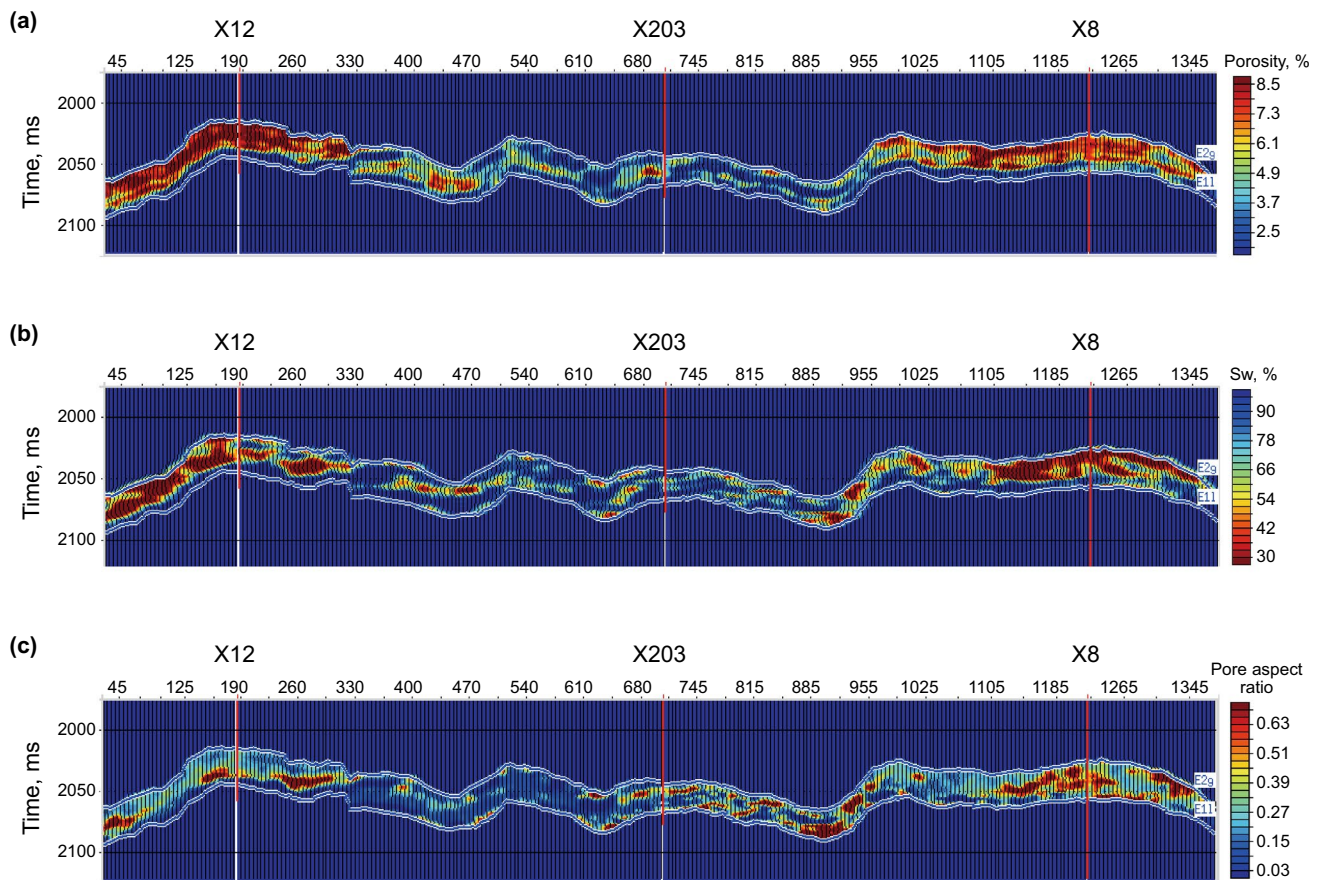 (a)
X12 X203 X8
45 125 190 260 330 400 470 540 610 680 745 815 885 955 1025 1105 1185 1265 1345
Porosity, %
Time, ms
2000
2050
2100
E2g
E1l
8.5
7.3
6.1
4.9
3.7
2.5
(b)
X12 X203 X8
45 125 190 260 330 400 470 540 610 680 745 815 885 955 1025 1105 1185 1265 1345
Sw, %
Time, ms
2000
2050
2100
E2g
E1l
90
78
66
54
42
30
(c)
X12 X203 X8
45 125 190 260 330 400 470 540 610 680 745 815 885 955 1025 1105 1185 1265 1345
Pore aspect
ratio
Time, ms
2000
2050
2100
E2g
E1l
0.63
0.51
0.39
0.27
0.15
0.03